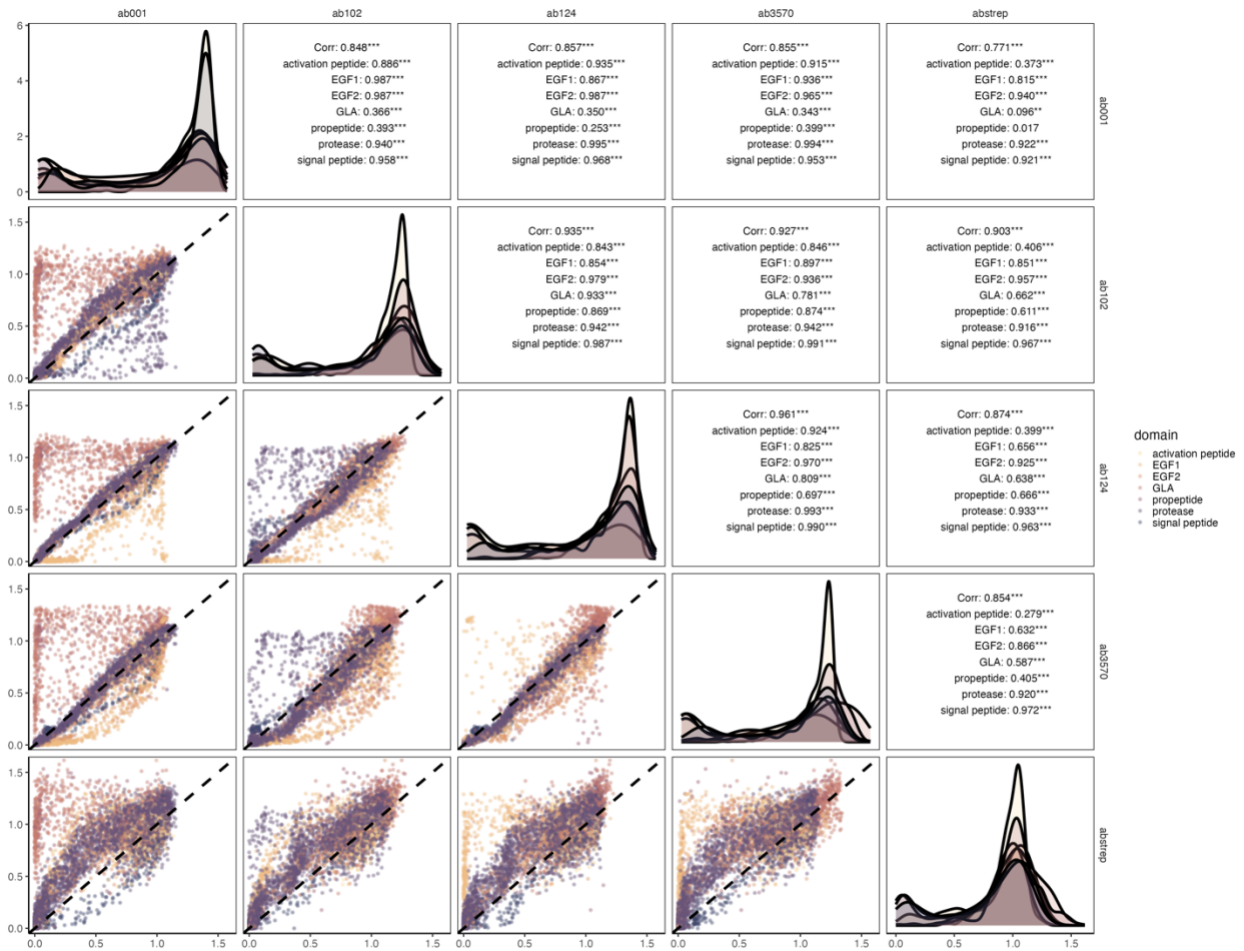 ab001 ab102 ab124 ab3570 abstrep
6
4
2
0
Corr: 0.848***
activation peptide: 0.886***
EGF1: 0.987***
EGF2: 0.987***
GLA: 0.366***
propeptide: 0.393***
protease: 0.940***
signal peptide: 0.958***
Corr: 0.857***
activation peptide: 0.935***
EGF1: 0.867***
EGF2: 0.987***
GLA: 0.350***
propeptide: 0.253***
protease: 0.995***
signal peptide: 0.968***
Corr: 0.855***
activation peptide: 0.915***
EGF1: 0.936***
EGF2: 0.965***
GLA: 0.343***
propeptide: 0.399***
protease: 0.994***
signal peptide: 0.953***
Corr: 0.771***
activation peptide: 0.373***
EGF1: 0.815***
EGF2: 0.940***
GLA: 0.096**
propeptide: 0.017
protease: 0.922***
signal peptide: 0.921***
ab001
1.5
1.0
0.5
0.0
Corr: 0.935***
activation peptide: 0.843***
EGF1: 0.854***
EGF2: 0.979***
GLA: 0.933***
propeptide: 0.869***
protease: 0.942***
signal peptide: 0.987***
Corr: 0.927***
activation peptide: 0.846***
EGF1: 0.897***
EGF2: 0.936***
GLA: 0.781***
propeptide: 0.874***
protease: 0.942***
signal peptide: 0.991***
Corr: 0.903***
activation peptide: 0.406***
EGF1: 0.851***
EGF2: 0.957***
GLA: 0.662***
propeptide: 0.611***
protease: 0.916***
signal peptide: 0.967***
ab102
1.5
1.0
0.5
0.0
Corr: 0.961***
activation peptide: 0.924***
EGF1: 0.825***
EGF2: 0.970***
GLA: 0.809***
propeptide: 0.697***
protease: 0.993***
signal peptide: 0.990***
Corr: 0.874***
activation peptide: 0.399***
EGF1: 0.656***
EGF2: 0.925***
GLA: 0.638***
propeptide: 0.666***
protease: 0.933***
signal peptide: 0.963***
ab124
1.5
1.0
0.5
0.0
Corr: 0.854***
activation peptide: 0.279***
EGF1: 0.632***
EGF2: 0.866***
GLA: 0.587***
propeptide: 0.405***
protease: 0.920***
signal peptide: 0.972***
ab3570
1.5
1.0
0.5
0.0
abstrep
0.0 0.5 1.0 1.5 0.0 0.5 1.0 1.5 0.0 0.5 1.0 1.5 0.0 0.5 1.0 1.5 0.0 0.5 1.0 1.5
domain
activation peptide
EGF1
EGF2
GLA
propeptide
protease
signal peptide